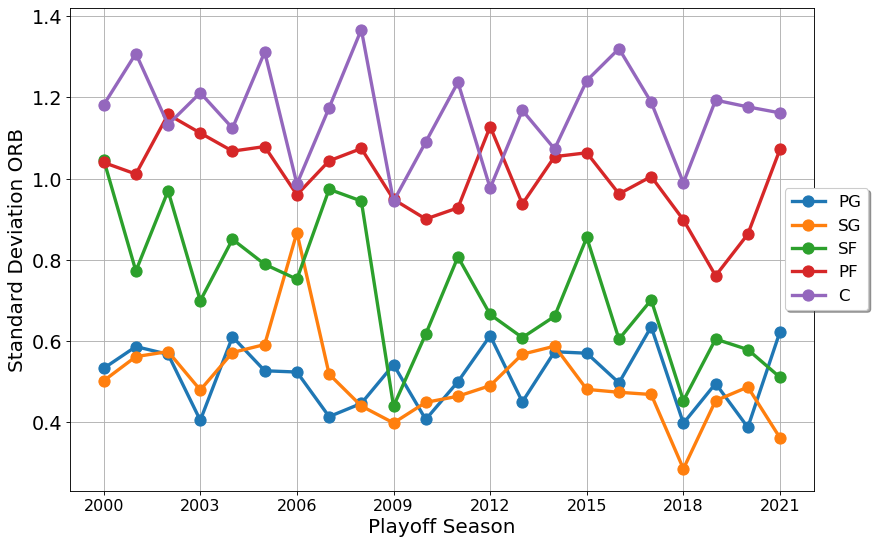 1.4
1.2
1.0
0.8
0.6
0.4
Standard Deviation ORB
2000 2003 2006 2009 2012 2015 2018 2021
Playoff Season
PG
SG
SF
PF
C